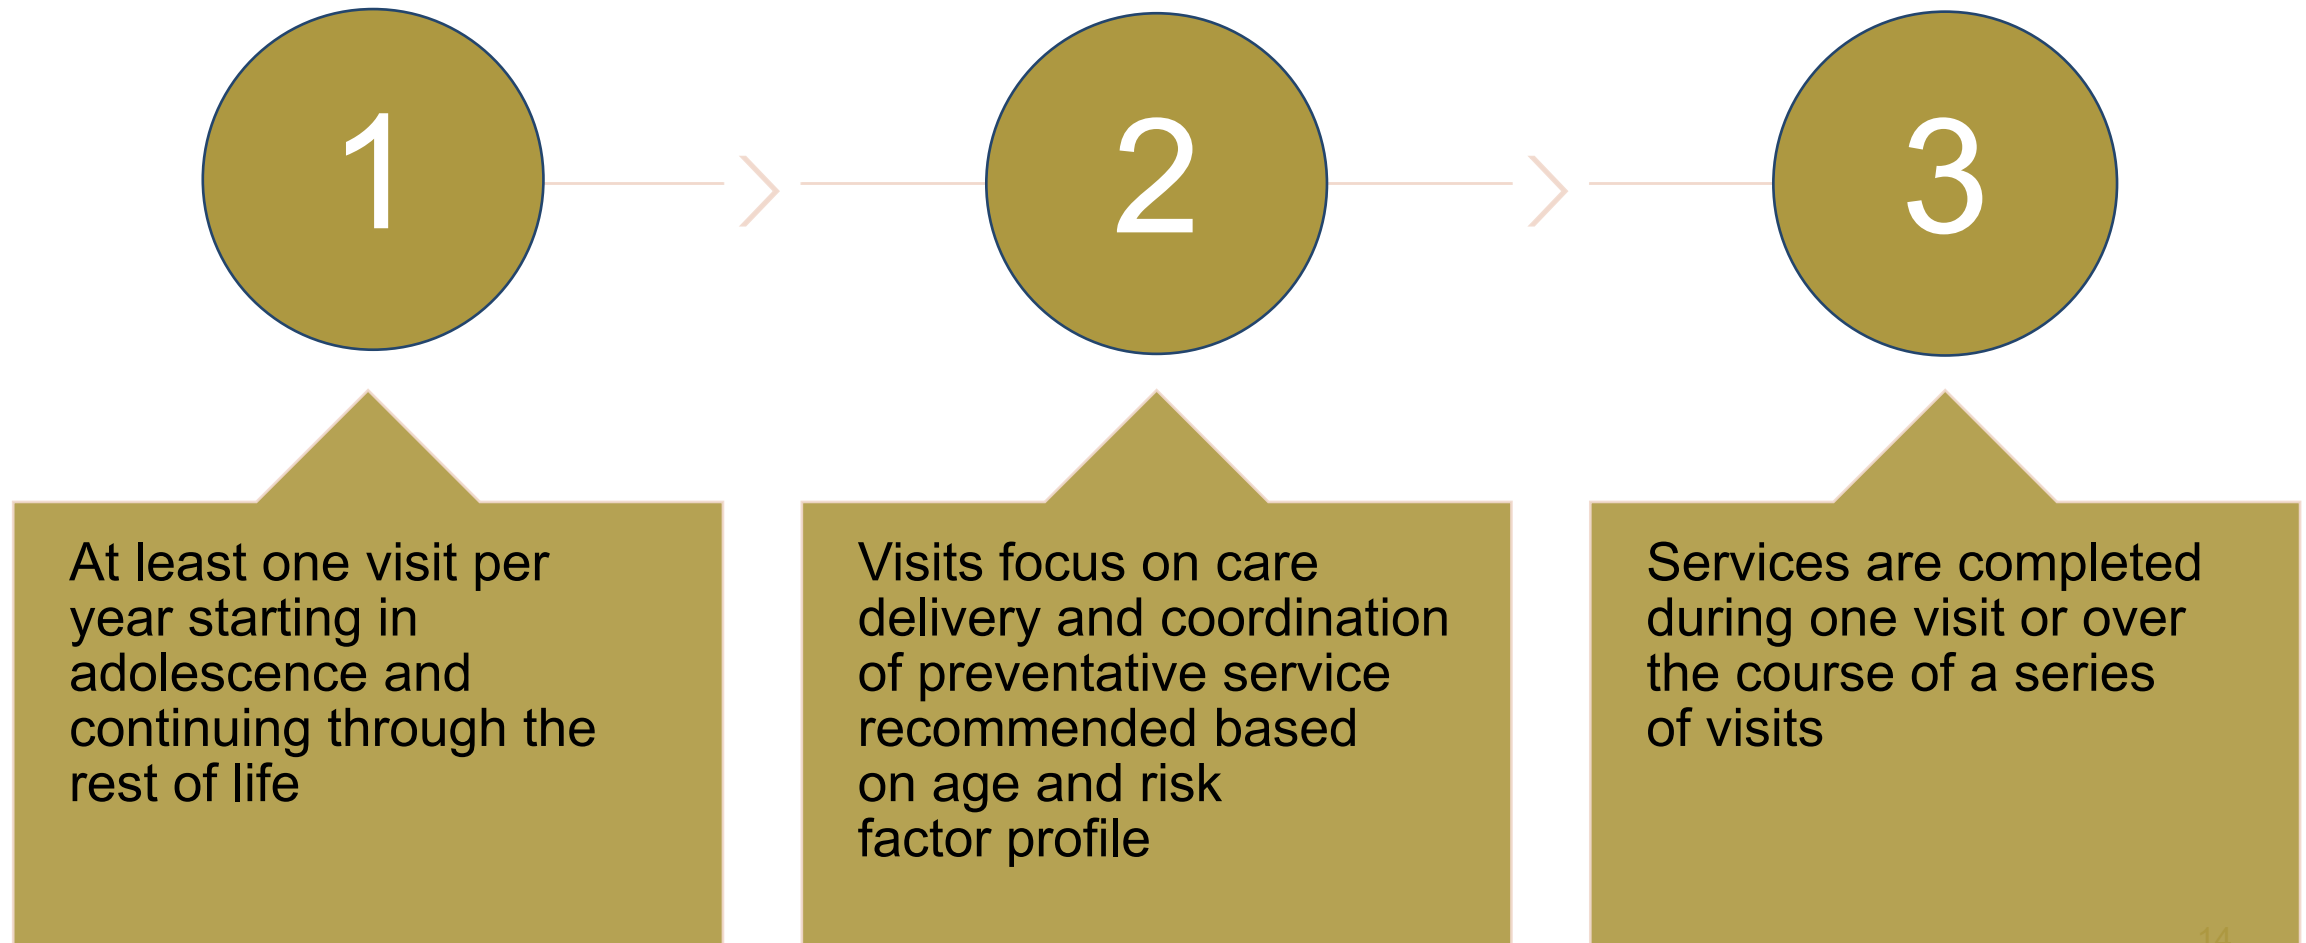 1
2
3
At least one visit per
year starting in
adolescence and
continuing through the
rest of life
Visits focus on care
delivery and coordination
of preventative service
recommended based
on age and risk
factor profile
Services are completed
during one visit or over
the course of a series
of visits
14